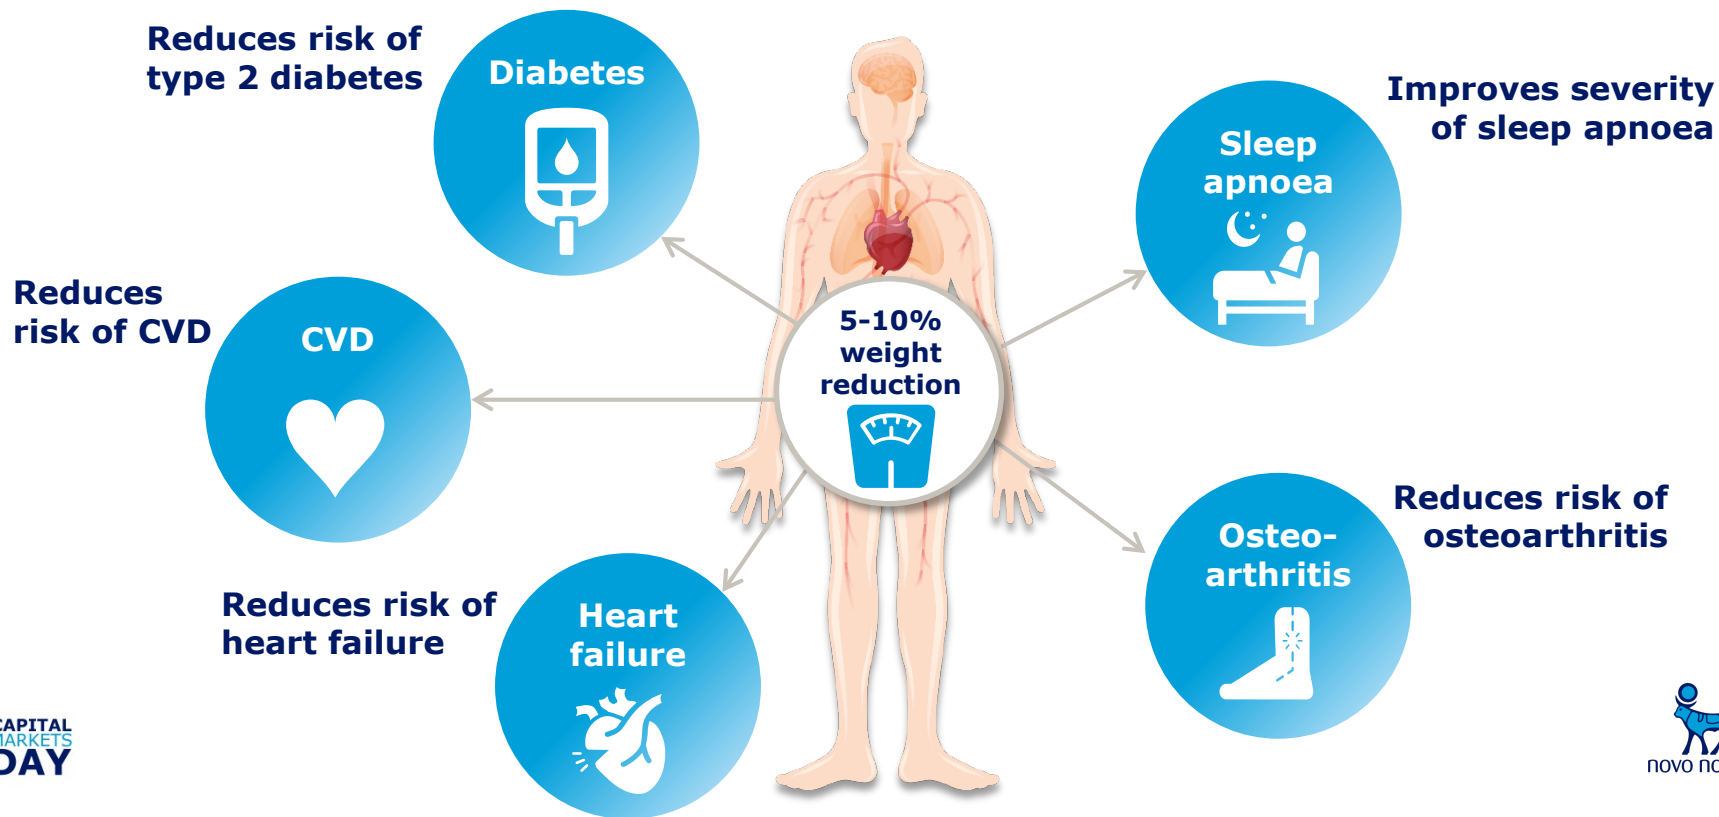 Reduces risk of
type 2 diabetes
Diabetes
Improves severity
of sleep apnoea
Sleep
apnoea
Reduces
risk of CVD
CVD
5-10%
weight
reduction
Reduces risk of
osteoarthritis
Osteo-
arthritis
Reduces risk of
heart failure
Heart
failure
CAPITAL
MARKETS
DAY
novo no